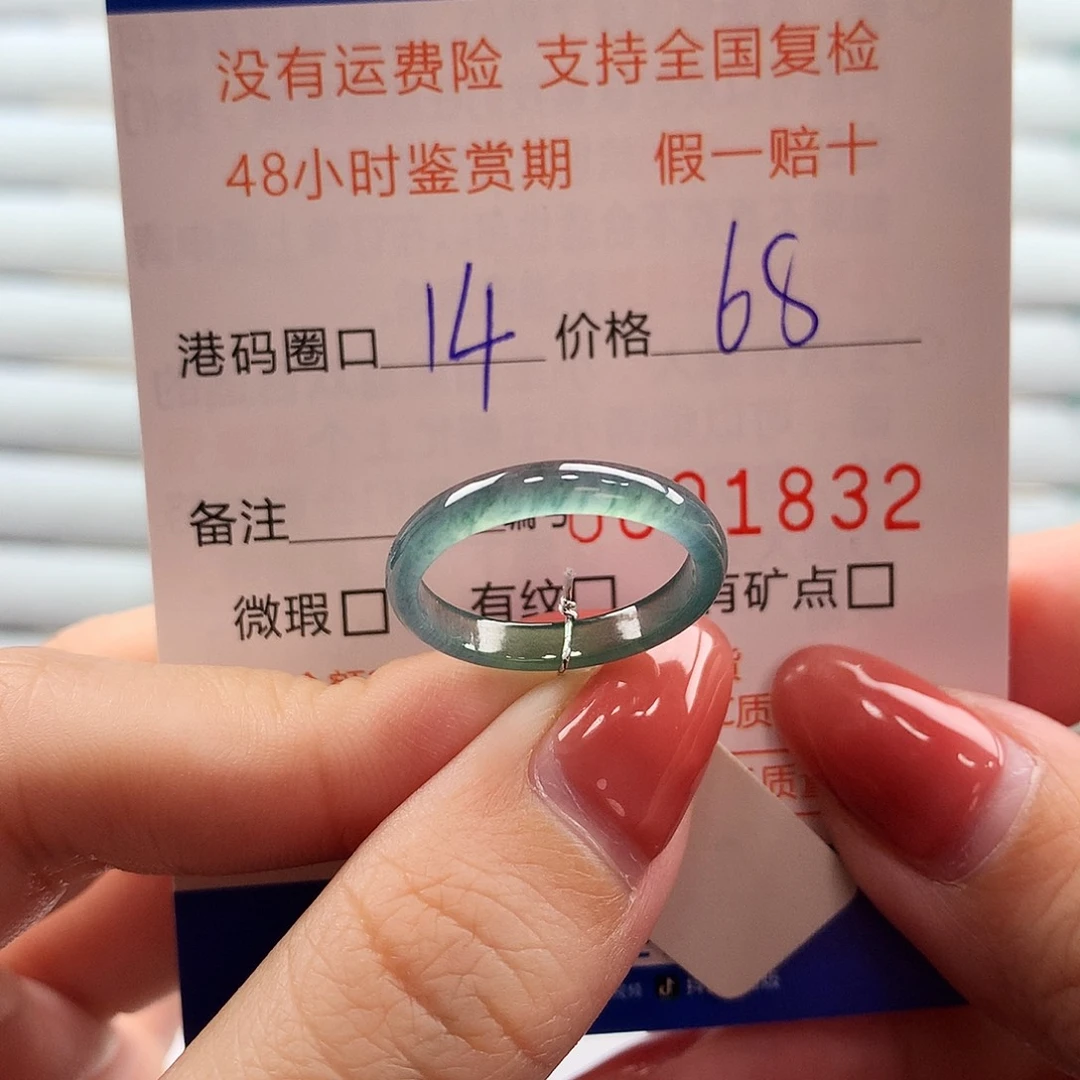 没有运费险 支持全国复检
48小时鉴赏期 假一赔十
港码圈口 14 价格 68
备注 1832
微瑕□ 有纹□ 有矿点□
质
质